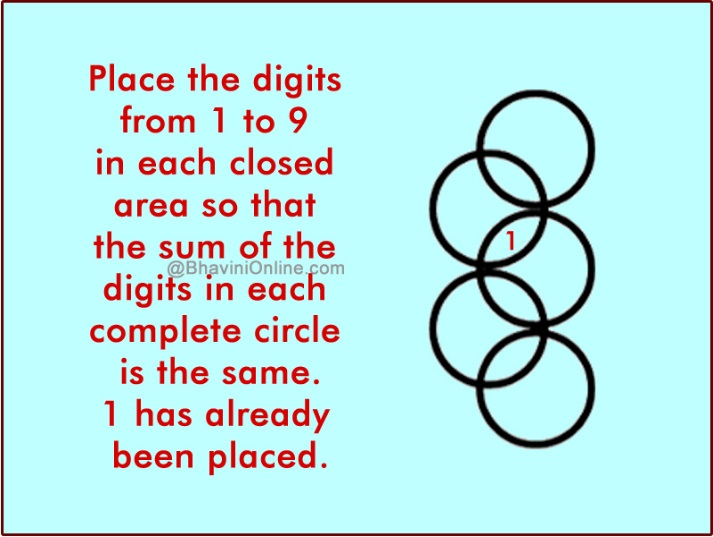 Place the digits
from 1 to 9
in each closed
area so that
the sum of the
@BhaviniOnline.com
digits in each
complete circle
is the same.
1 has already
been placed.
1